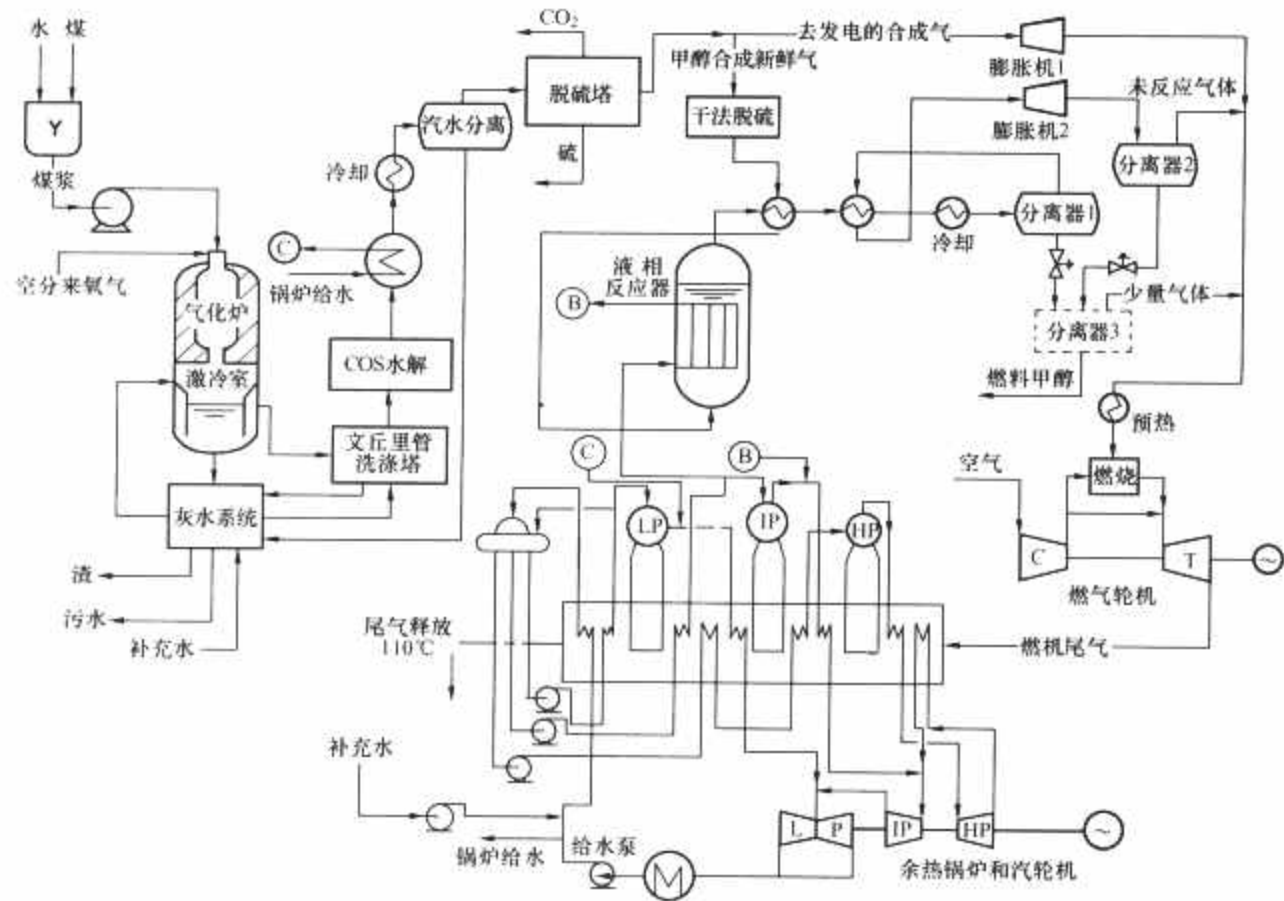 水 煤
Y
煤浆
空分来氧气
气化炉
激冷室
灰水系统
渣
污水
补充水
文丘里管
洗涤塔
COS水解
锅炉给水
C
冷却
汽水分离
CO₂
脱硫塔
硫
去发电的合成气
甲醇合成新鲜气
干法脱硫
膨胀机1
膨胀机2
未反应气体
分离器2
分离器1
冷却
少量气体
分离器3
燃料甲醇
液相
反应器
B
预热
空气
燃烧
C
T
~
燃气轮机
C
B
LP
IP
HP
尾气释放
110℃
燃机尾气
补充水
锅炉给水
给水泵
L P
IP
HP
~
余热锅炉和汽轮机